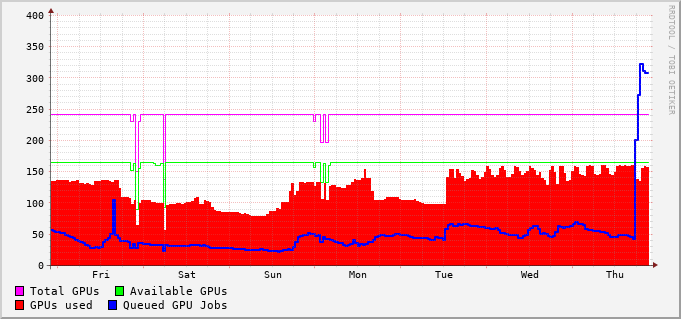 400
350
300
250
200
150
100
50
0
Fri Sat Sun Mon Tue Wed Thu
Total GPUs Available GPUs
GPUs used Queued GPU Jobs
RRDTOOL / TOBI OETIKER